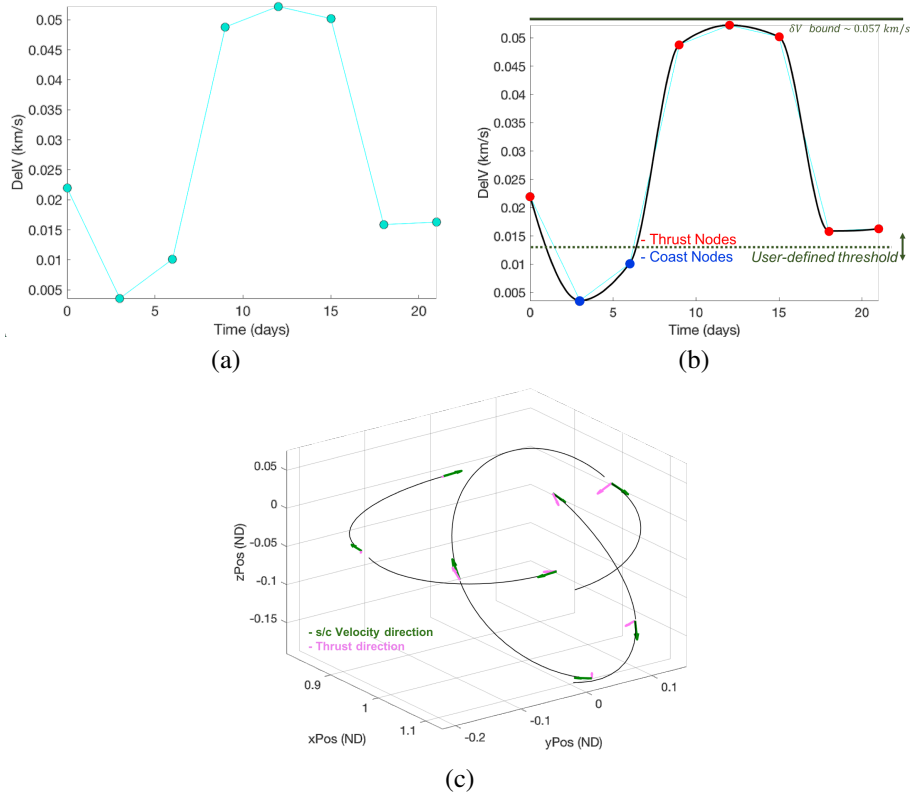 0.05
0.045
0.04
0.035
0.03
0.025
0.02
0.015
0.01
0.005
DelV (km/s)
0 5 10 15 20
Time (days)
(a)
0.05
0.045
0.04
0.035
0.03
0.025
0.02
0.015
0.01
0.005
DelV (km/s)
δV bound ~ 0.057 km/s
- Thrust Nodes
- Coast Nodes
User-defined threshold
0 5 10 15 20
Time (days)
(b)
0.05
0
-0.05
-0.1
-0.15
zPos (ND)
- s/c Velocity direction
- Thrust direction
0.9
1
1.1
xPos (ND)
-0.2
-0.1
0
0.1
yPos (ND)
(c)